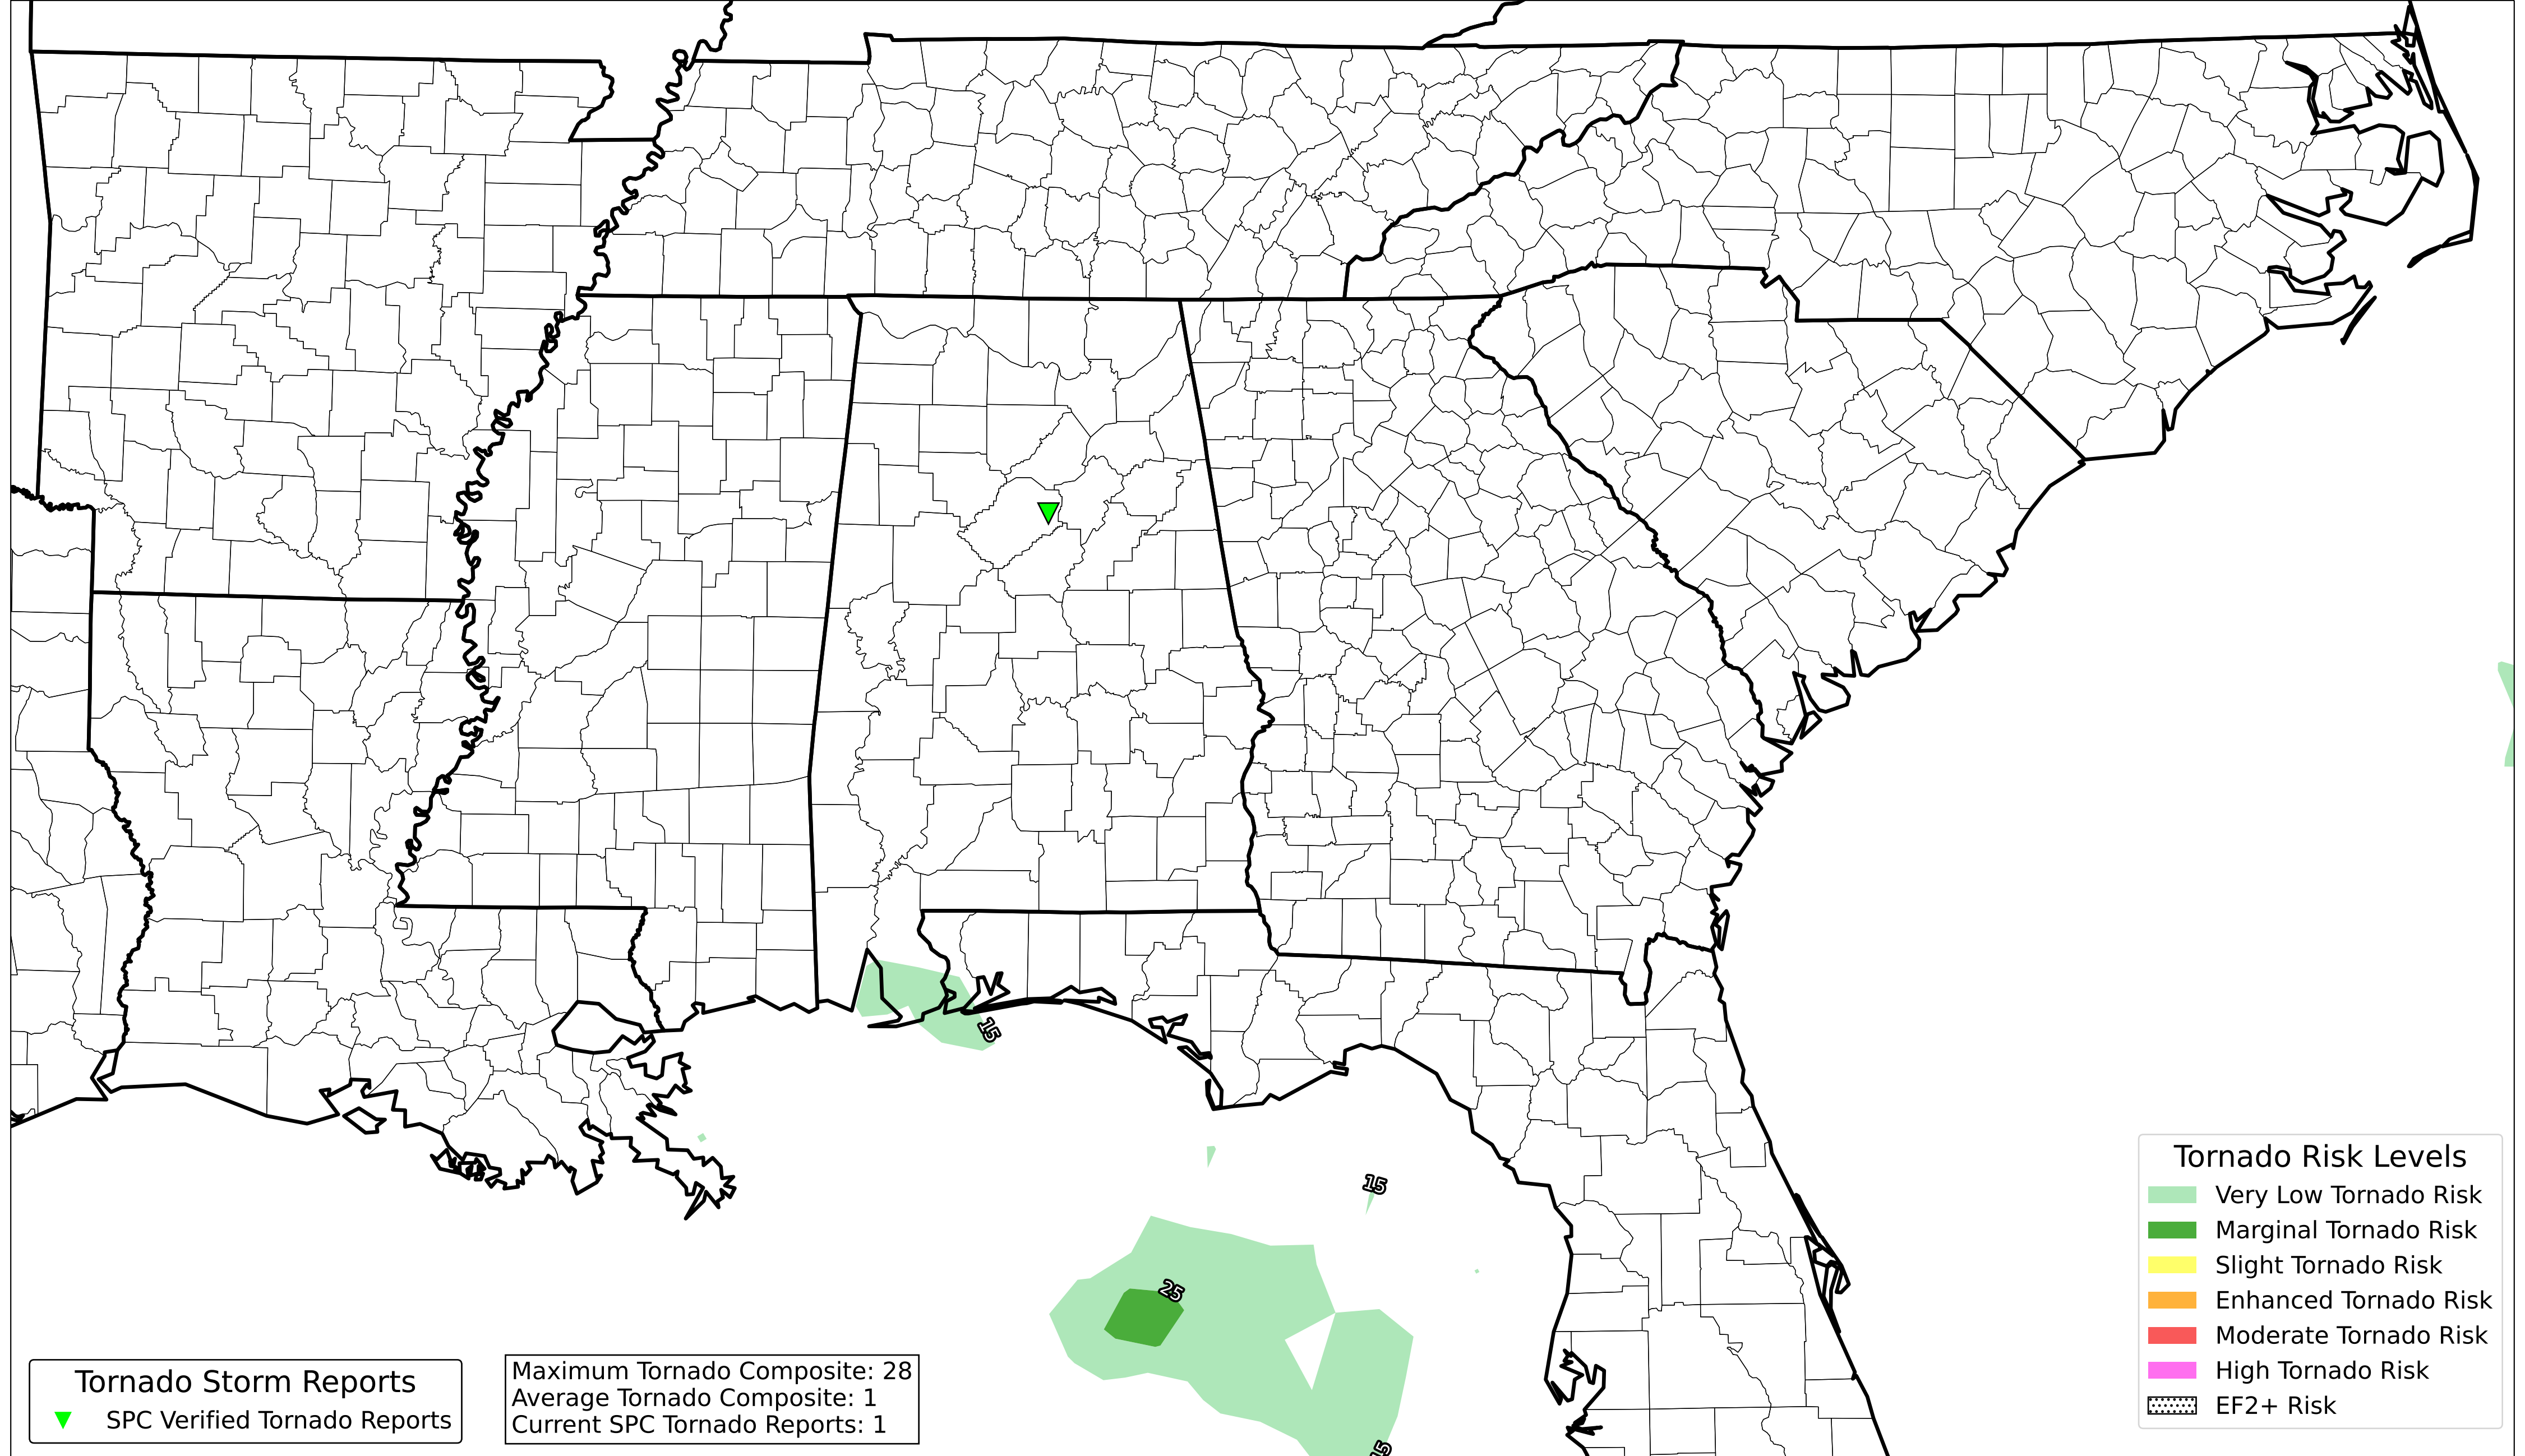 15
15
25
15
Tornado Risk Levels
Very Low Tornado Risk
Marginal Tornado Risk
Slight Tornado Risk
Enhanced Tornado Risk
Moderate Tornado Risk
High Tornado Risk
EF2+ Risk
Tornado Storm Reports
SPC Verified Tornado Reports
Maximum Tornado Composite: 28
Average Tornado Composite: 1
Current SPC Tornado Reports: 1